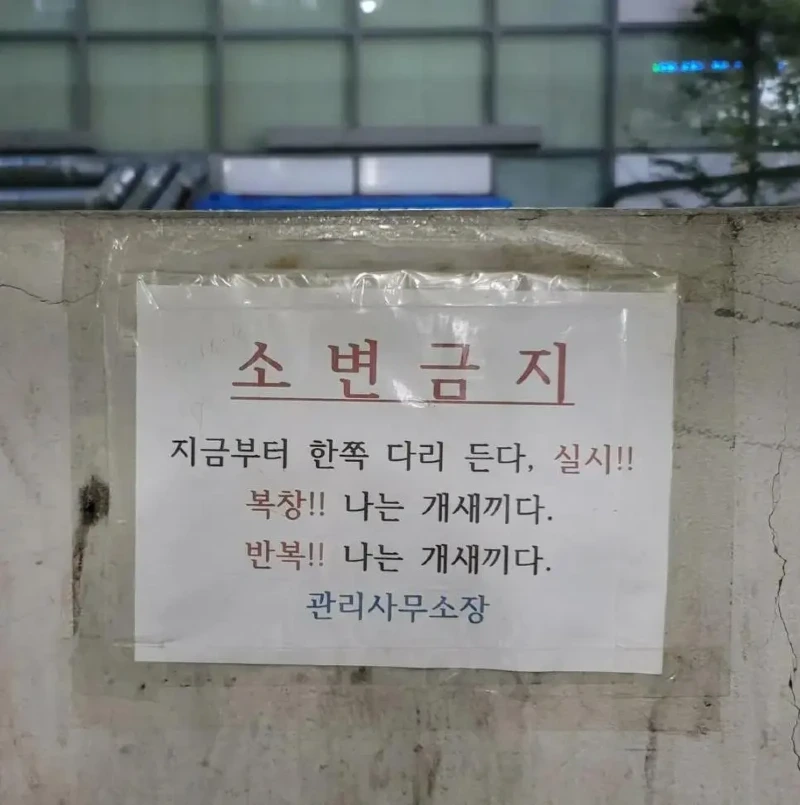 소변금지
지금부터 한쪽 다리 든다, 실시!!
복창!! 나는 개새끼다.
반복!! 나는 개새끼다.
관리사무소장